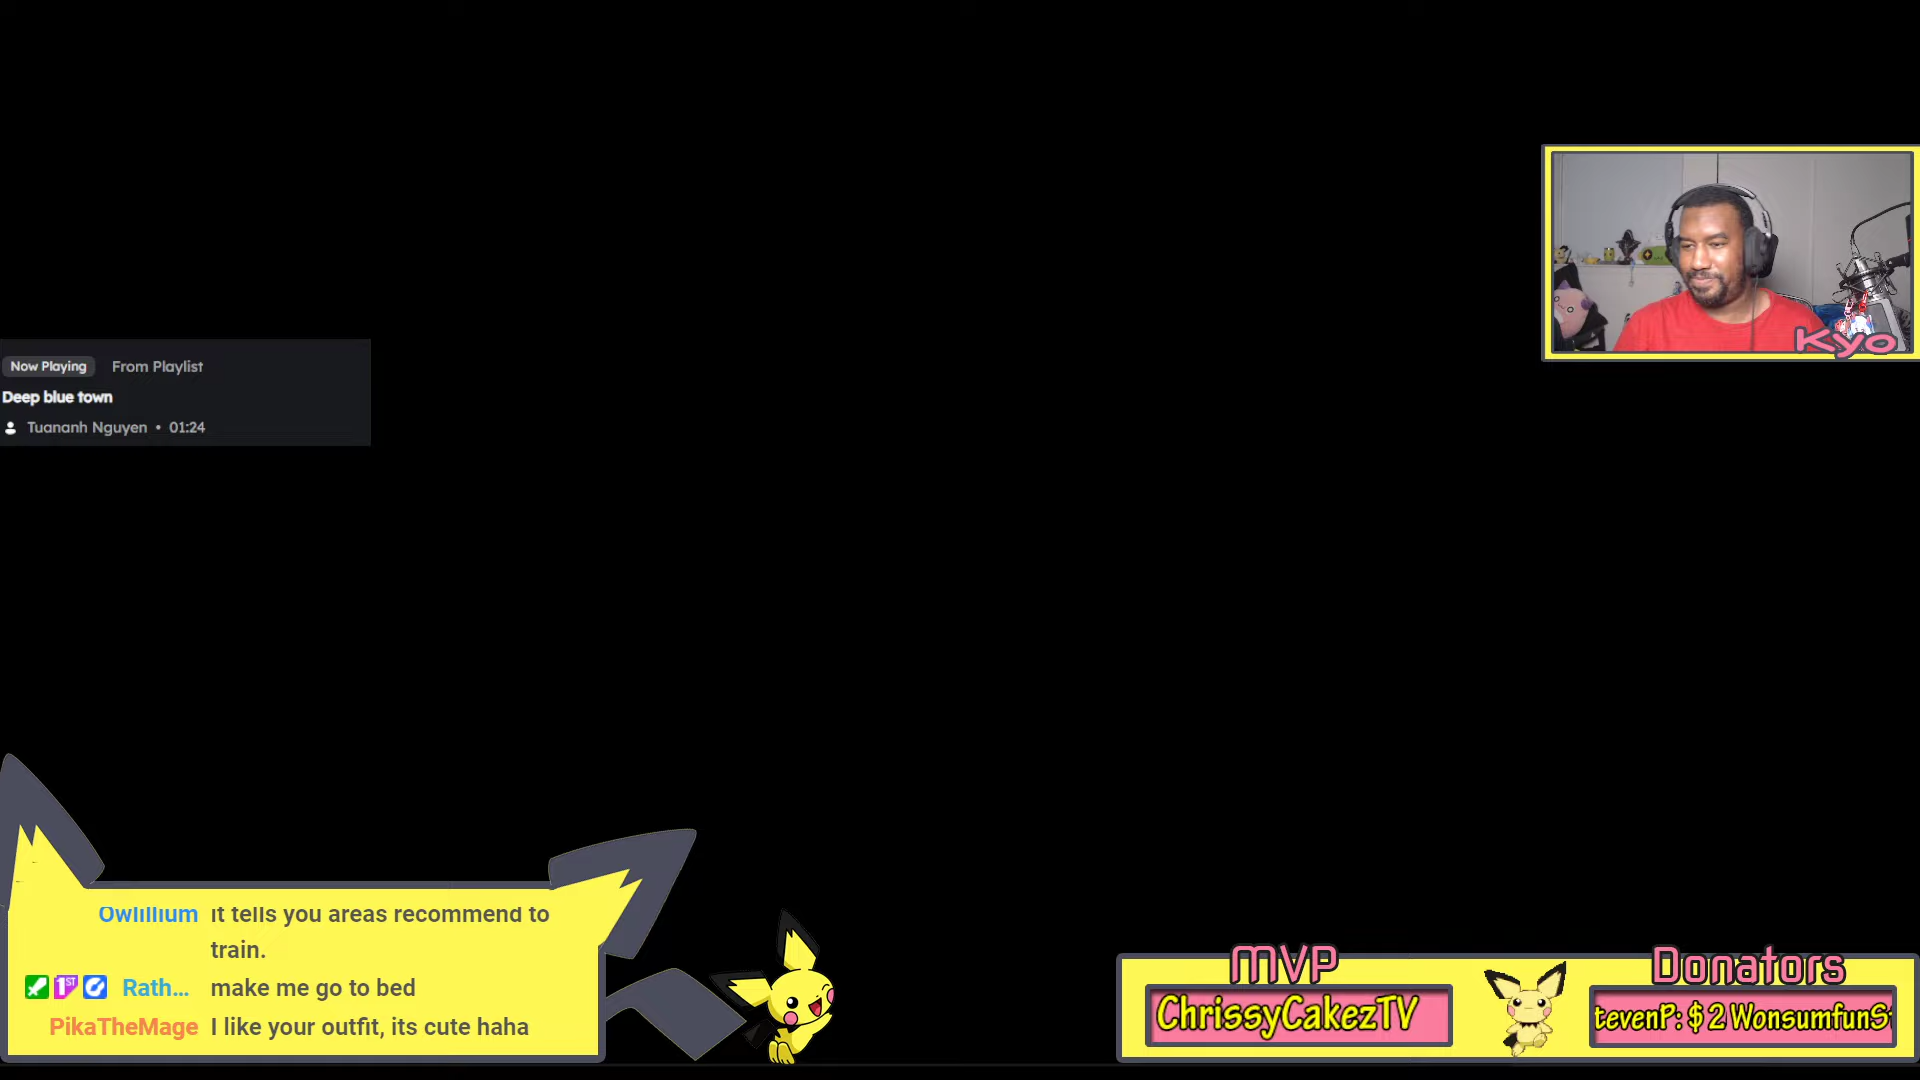 Kyo
Now Playing From Playlist
Deep blue town
Tuananh Nguyen • 01:24
Owlillium it tells you areas recommend to
train.
1ST Rath... make me go to bed
PikaTheMage I like your outfit, its cute haha
MVP
ChrissyCakezTV
Donators
tevenP: $2 WonsumfunS